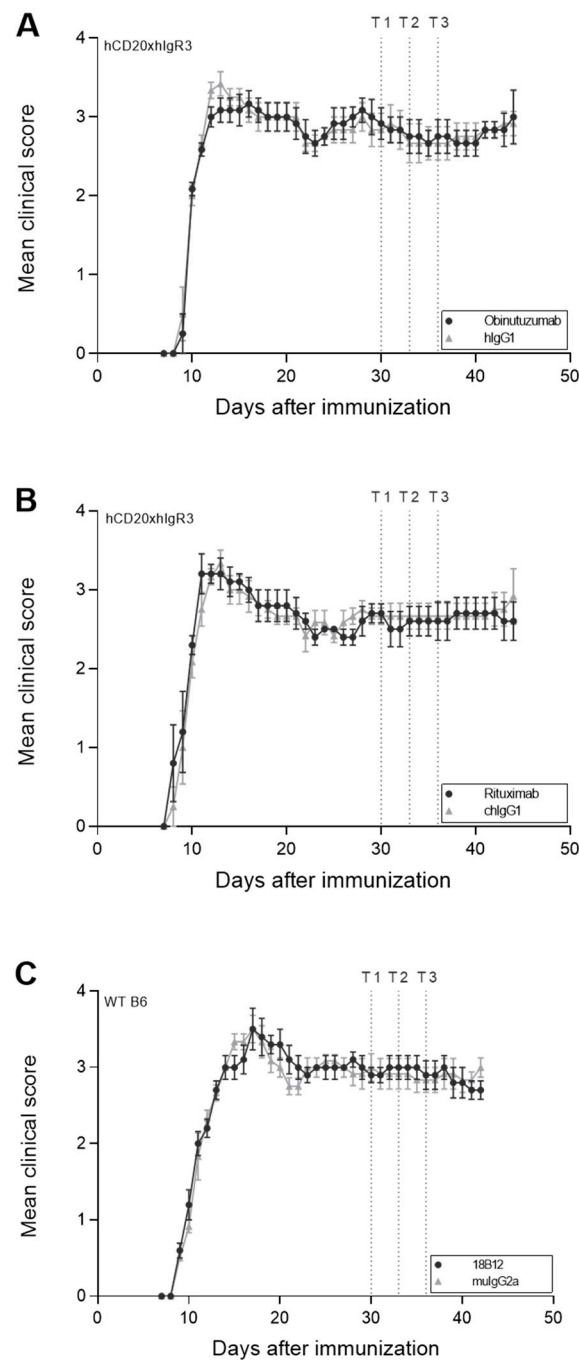 A
hCD20xhIgR3
T 1 T 2 T 3
4
3
2
1
0
Mean clinical score
Obinutuzumab
hIgG1
0 10 20 30 40 50
Days after immunization
B
hCD20xhIgR3
T 1 T 2 T 3
4
3
2
1
0
Mean clinical score
Rituximab
chIgG1
0 10 20 30 40 50
Days after immunization
C
WT B6
T 1 T 2 T 3
4
3
2
1
0
Mean clinical score
18B12
muIgG2a
0 10 20 30 40 50
Days after immunization